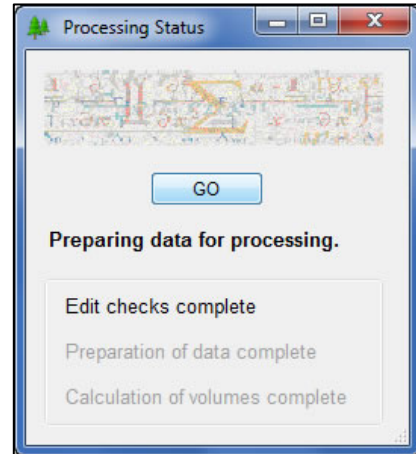 Processing Status
GO
Preparing data for processing.
Edit checks complete
Preparation of data complete
Calculation of volumes complete